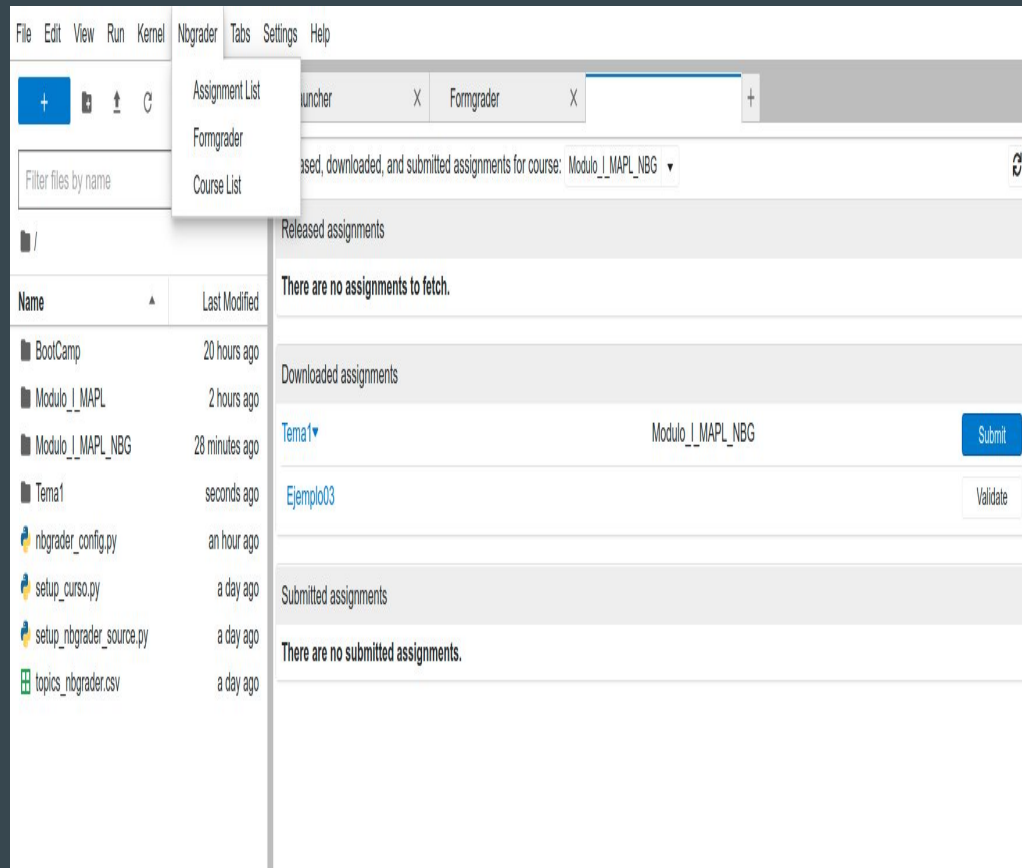 File Edit View Run Kernel Nbgrader Tabs Settings Help
Assignment List
Formgrader
Course List
+
uncher X Formgrader X +
Filter files by name
ased, downloaded, and submitted assignments for course: Modulo_I_MAPL_NBG
/
Released assignments
There are no assignments to fetch.
Name Last Modified
BootCamp 20 hours ago
Modulo_I_MAPL 2 hours ago
Modulo_I_MAPL_NBG 28 minutes ago
Tema1 seconds ago
nbgrader_config.py an hour ago
setup_curso.py a day ago
setup_nbgrader_source.py a day ago
topics_nbgrader.csv a day ago
Downloaded assignments
Tema1 Modulo_I_MAPL_NBG Submit
Ejemplo03 Validate
Submitted assignments
There are no submitted assignments.